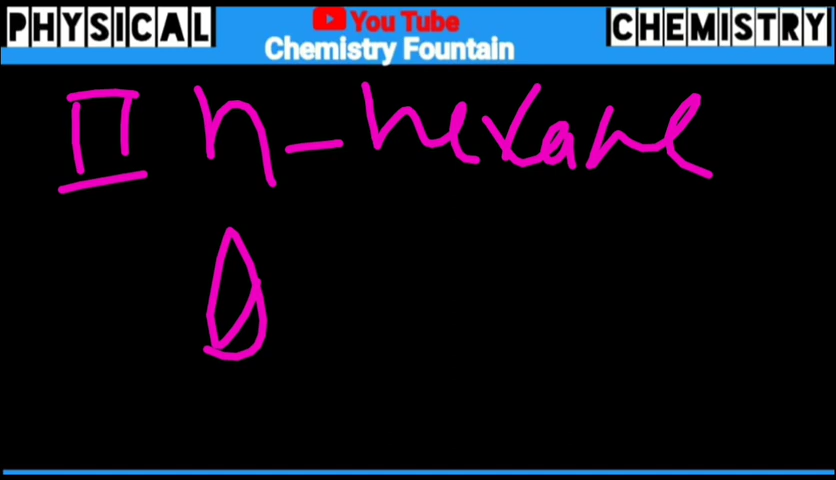 PHYSICAL
You Tube
Chemistry Fountain
CHEMISTRY
II n-hexane